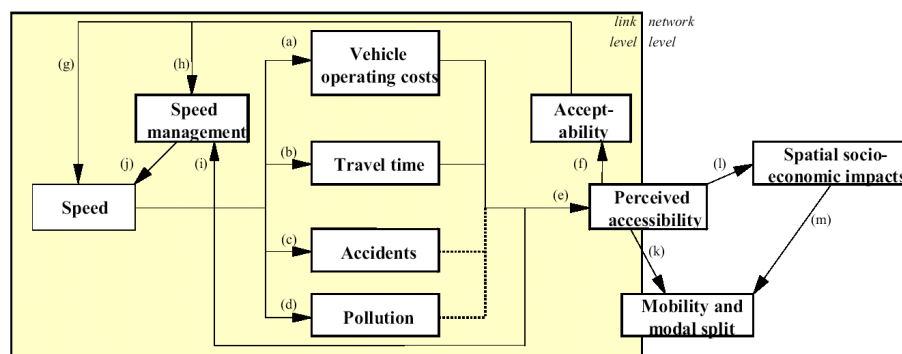 link network
level level
(a)
Vehicle
operating costs
(g)
(h)
Speed
management
Accept-
ability
(j)
(i)
(b)
Travel time
(f)
(l)
Spatial socio-
economic impacts
Speed
(e)
Perceived
accessibility
(m)
(c)
Accidents
(k)
(d)
Pollution
Mobility and
modal split